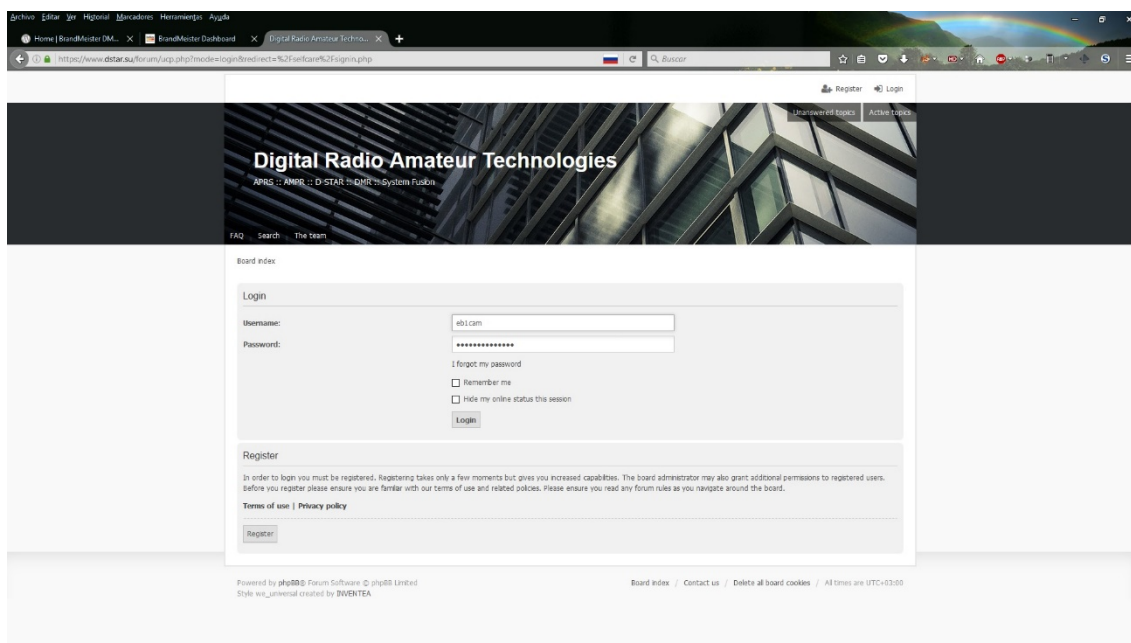 Archivo Editar Ver Historial Marcadores Herramientas Ayuda
Home | BrandMeister DM... BrandMeister Dashboard Digital Radio Amateur Techno...
https://www.dstar.su/forum/ucp.php?mode=login&redirect=%2Fselfcare%2Fsignin.php Buscar
Register Login
Unanswered topics Active topics
Digital Radio Amateur Technologies
APRS :: AMPR :: D-STAR :: DMR :: System Fusion
FAQ Search The team
Board index
Login
Username: eb1cam
Password: ••••••••••••••
I forgot my password
Remember me
Hide my online status this session
Login
Register
In order to login you must be registered. Registering takes only a few moments but gives you increased capabilities. The board administrator may also grant additional permissions to registered users.
Before you register please ensure you are familiar with our terms of use and related policies. Please ensure you read any forum rules as you navigate around the board.
Terms of use | Privacy policy
Register
Powered by phpBB® Forum Software © phpBB Limited
Board index / Contact us / Delete all board cookies / All times are UTC+03:00
Style we_universal created by INVENTEA